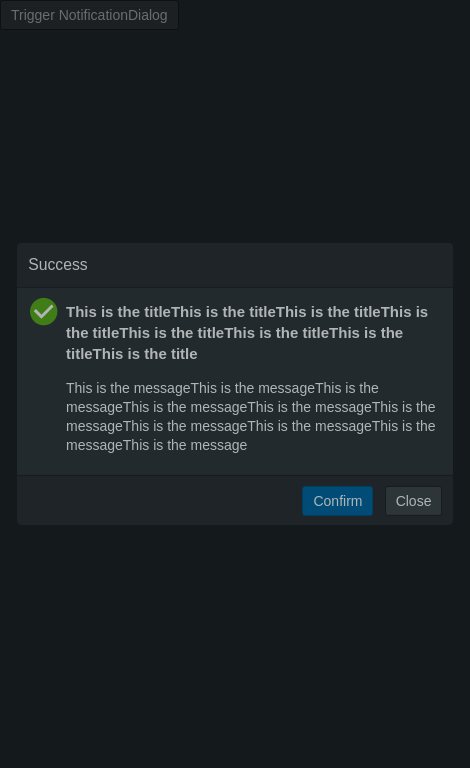 Trigger NotificationDialog
Success
This is the titleThis is the titleThis is the titleThis is
the titleThis is the titleThis is the titleThis is the
titleThis is the title
This is the messageThis is the messageThis is the
messageThis is the messageThis is the messageThis is the
messageThis is the messageThis is the messageThis is the
messageThis is the message
Confirm
Close